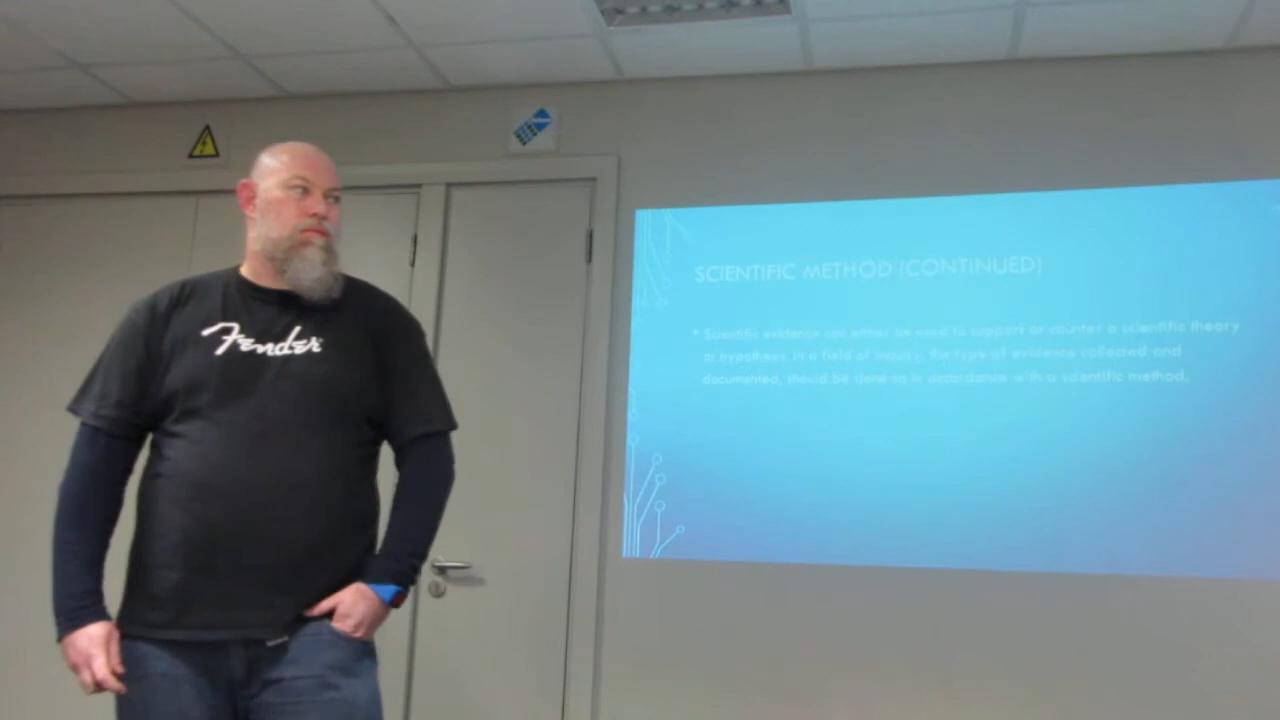 Fender
SCIENTIFIC METHOD (CONTINUED)
• Scientific evidence can either be used to support or counter a scientific theory
or hypothesis. In a field of inquiry, the type of evidence collected and
documented, should be done so in accordance with a scientific method.